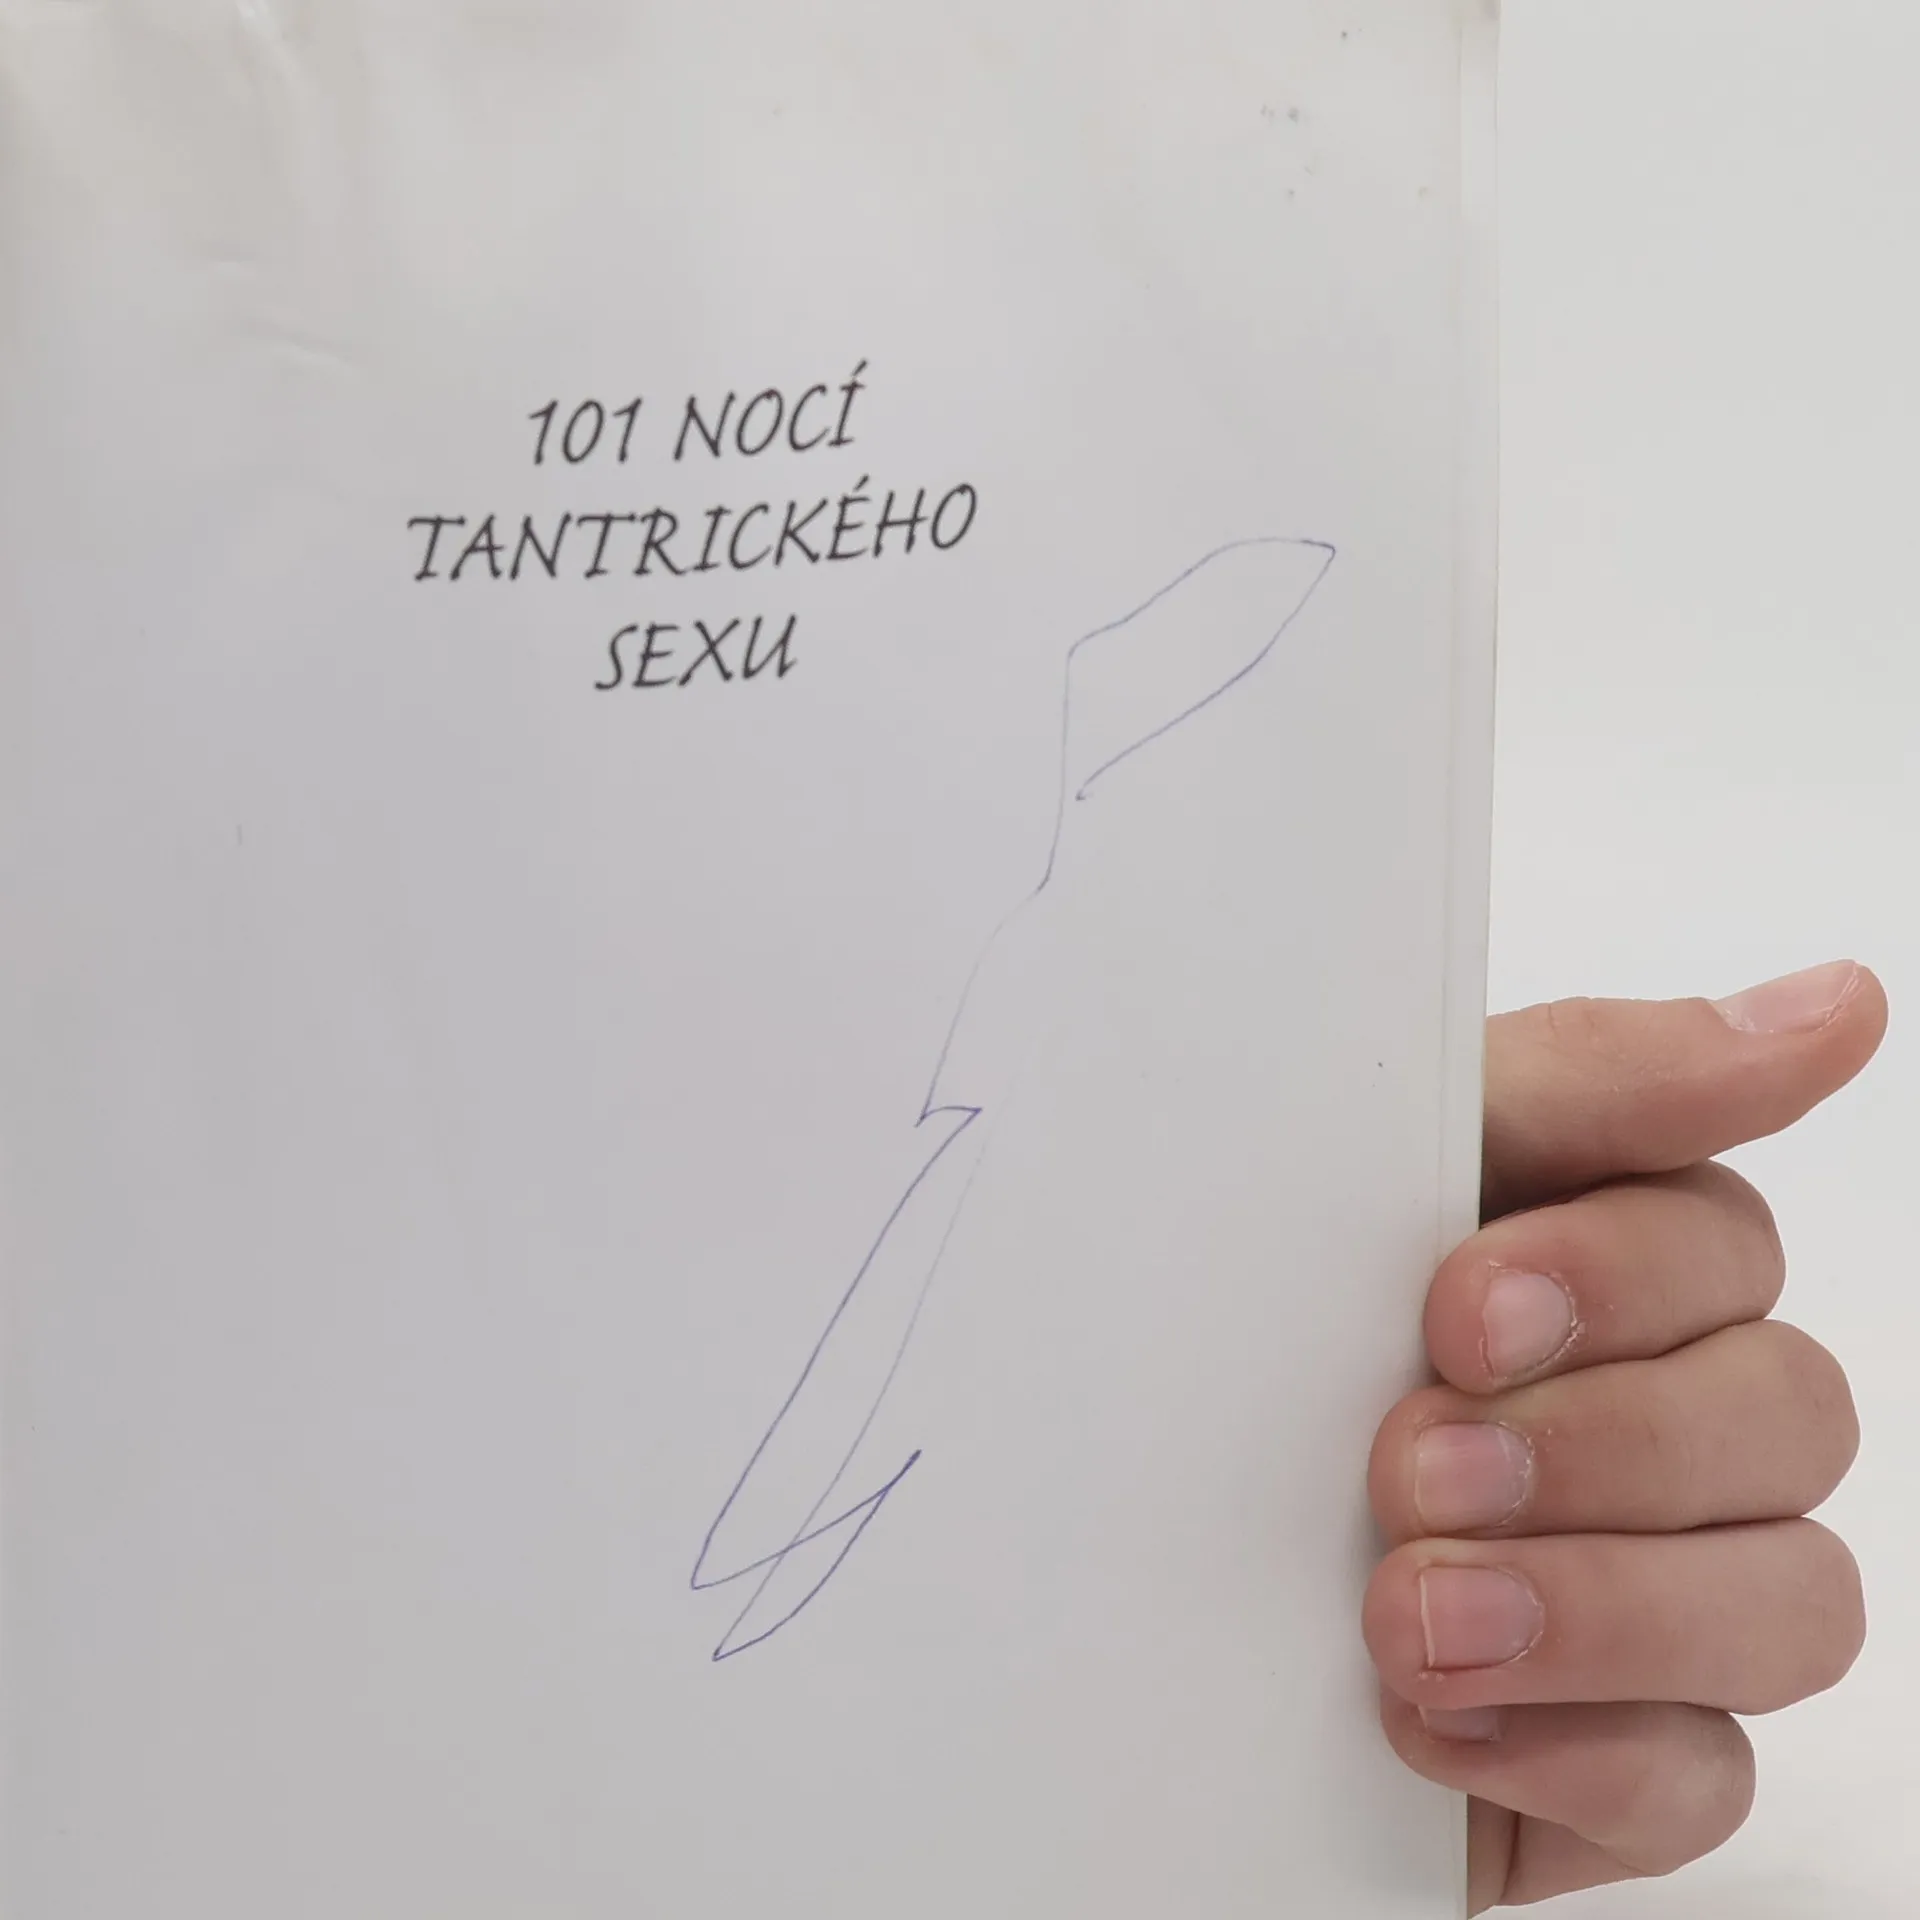 101 NOCÍ
TANTRICKÉHO
SEXU